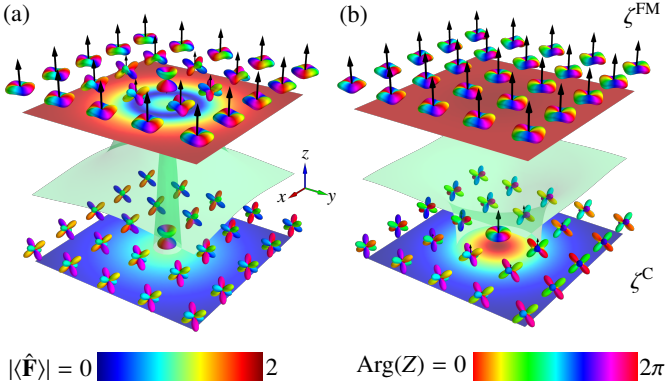 (a)
(b)
ζ^FM
z
x
y
ζ^C
|⟨F̂⟩| = 0
2
Arg(Z) = 0
2π